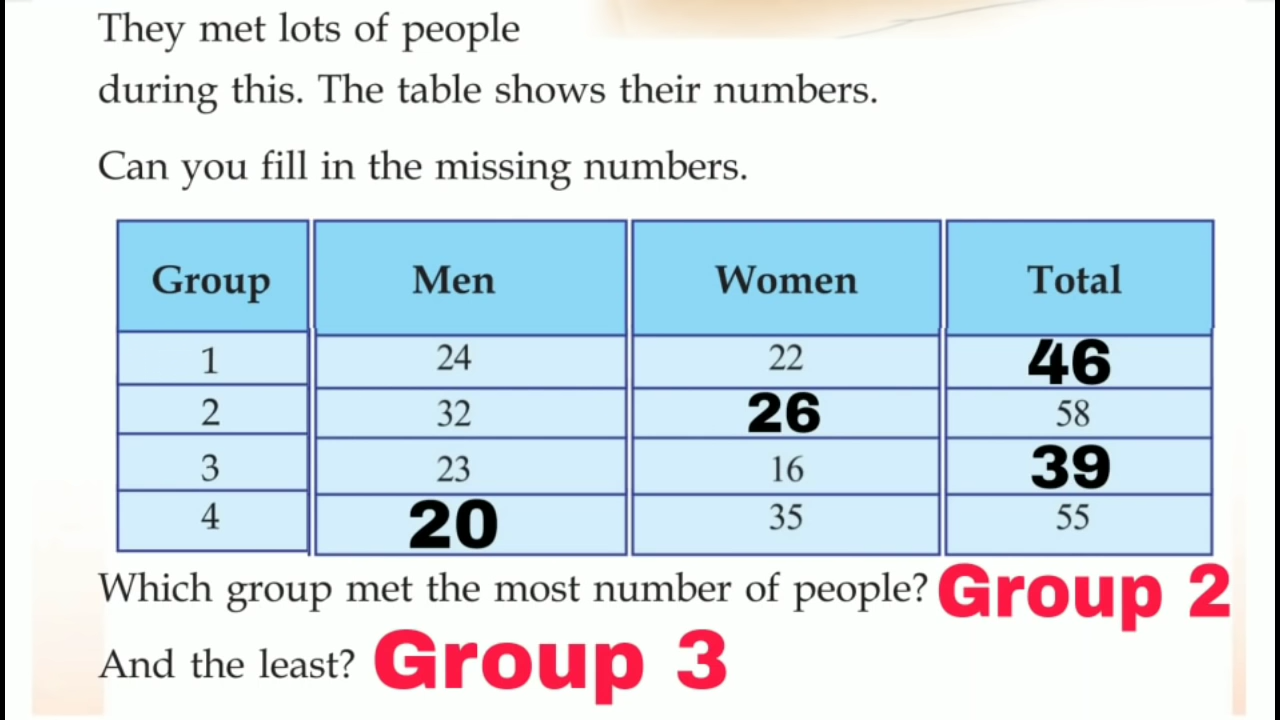 They met lots of people
during this. The table shows their numbers.
Can you fill in the missing numbers.
Group Men Women Total
1 24 22 46
2 32 26 58
3 23 16 39
4 20 35 55
Which group met the most number of people? Group 2
And the least? Group 3